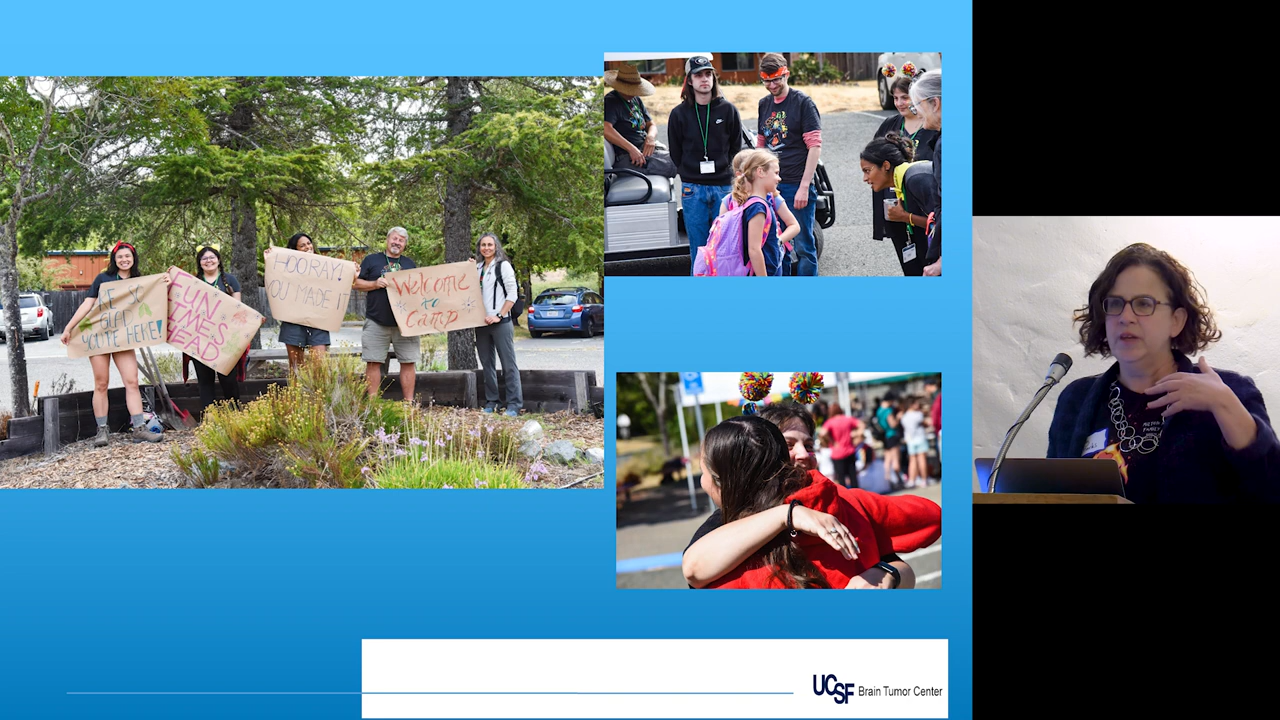 WE'RE SO
GLAD
YOU'RE HERE!
FUN
TIMES
AHEAD
HOORAY!
YOU MADE IT
Welcome
to
Camp
UCSF Brain Tumor Center